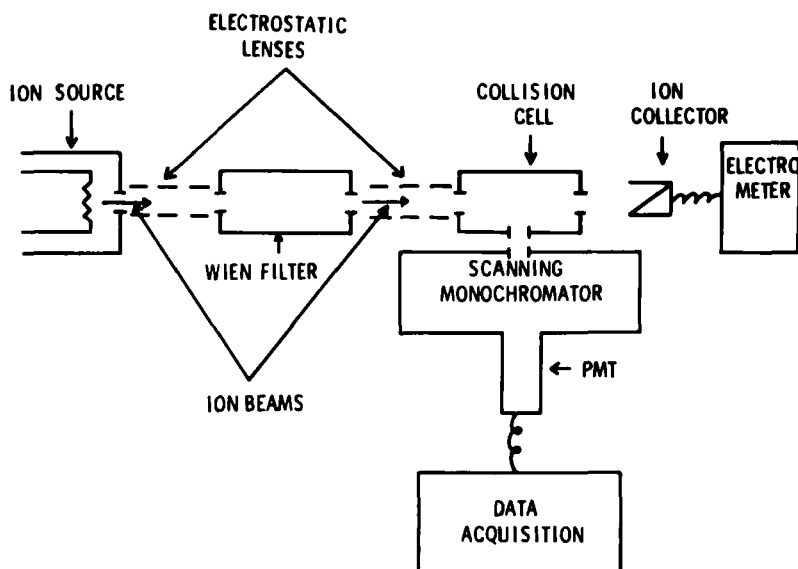 ELECTROSTATIC
LENSES
ION SOURCE
COLLISION
CELL
ION
COLLECTOR
ELECTRO
METER
WIEN FILTER
SCANNING
MONOCHROMATOR
PMT
ION BEAMS
DATA
ACQUISITION